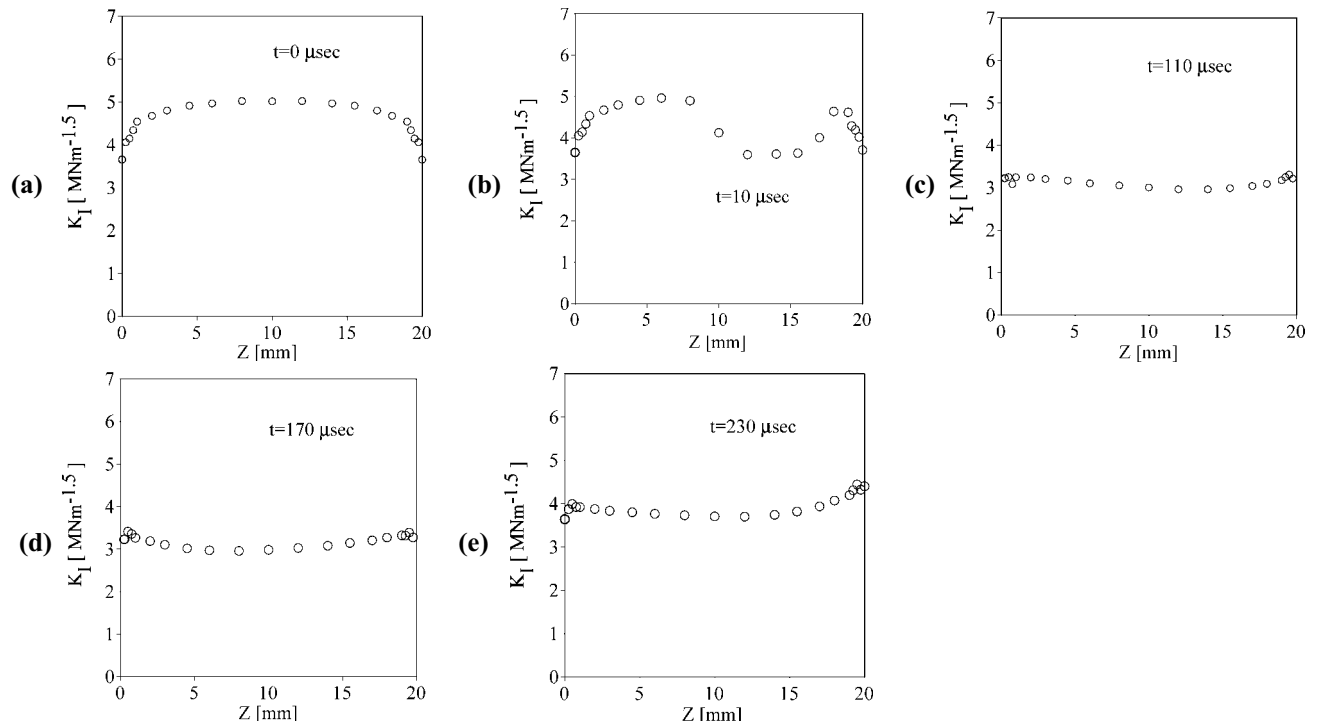 7
6
5
4
3
2
1
0
K_I [ MNm^-1.5 ]
t=0 μsec
(a)
0 5 10 15 20
Z [mm]
7
6
5
4
3
2
1
0
K_I [ MNm^-1.5 ]
t=10 μsec
(b)
0 5 10 15 20
Z [mm]
7
6
5
4
3
2
1
0
K_I [ MNm^-1.5 ]
t=110 μsec
(c)
0 5 10 15 20
Z [mm]
7
6
5
4
3
2
1
0
K_I [ MNm^-1.5 ]
t=170 μsec
(d)
0 5 10 15 20
Z [mm]
7
6
5
4
3
2
1
0
K_I [ MNm^-1.5 ]
t=230 μsec
(e)
0 5 10 15 20
Z [mm]